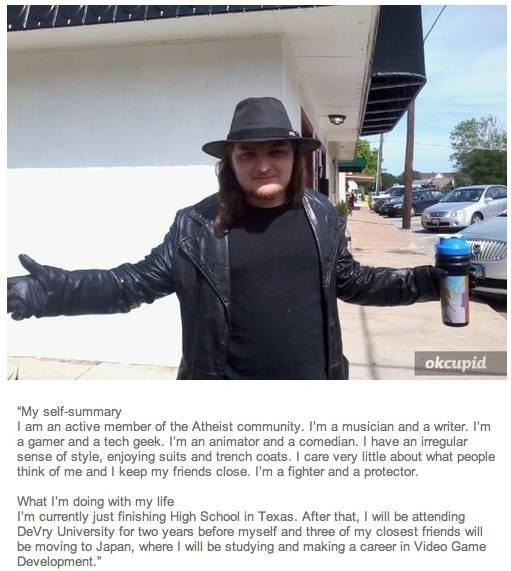 okcupid
"My self-summary
I am an active member of the Atheist community. I'm a musician and a writer. I'm
a gamer and a tech geek. I'm an animator and a comedian. I have an irregular
sense of style, enjoying suits and trench coats. I care very little about what people
think of me and I keep my friends close. I'm a fighter and a protector.
What I'm doing with my life
I'm currently just finishing High School in Texas. After that, I will be attending
DeVry University for two years before myself and three of my closest friends will
be moving to Japan, where I will be studying and making a career in Video Game
Development."